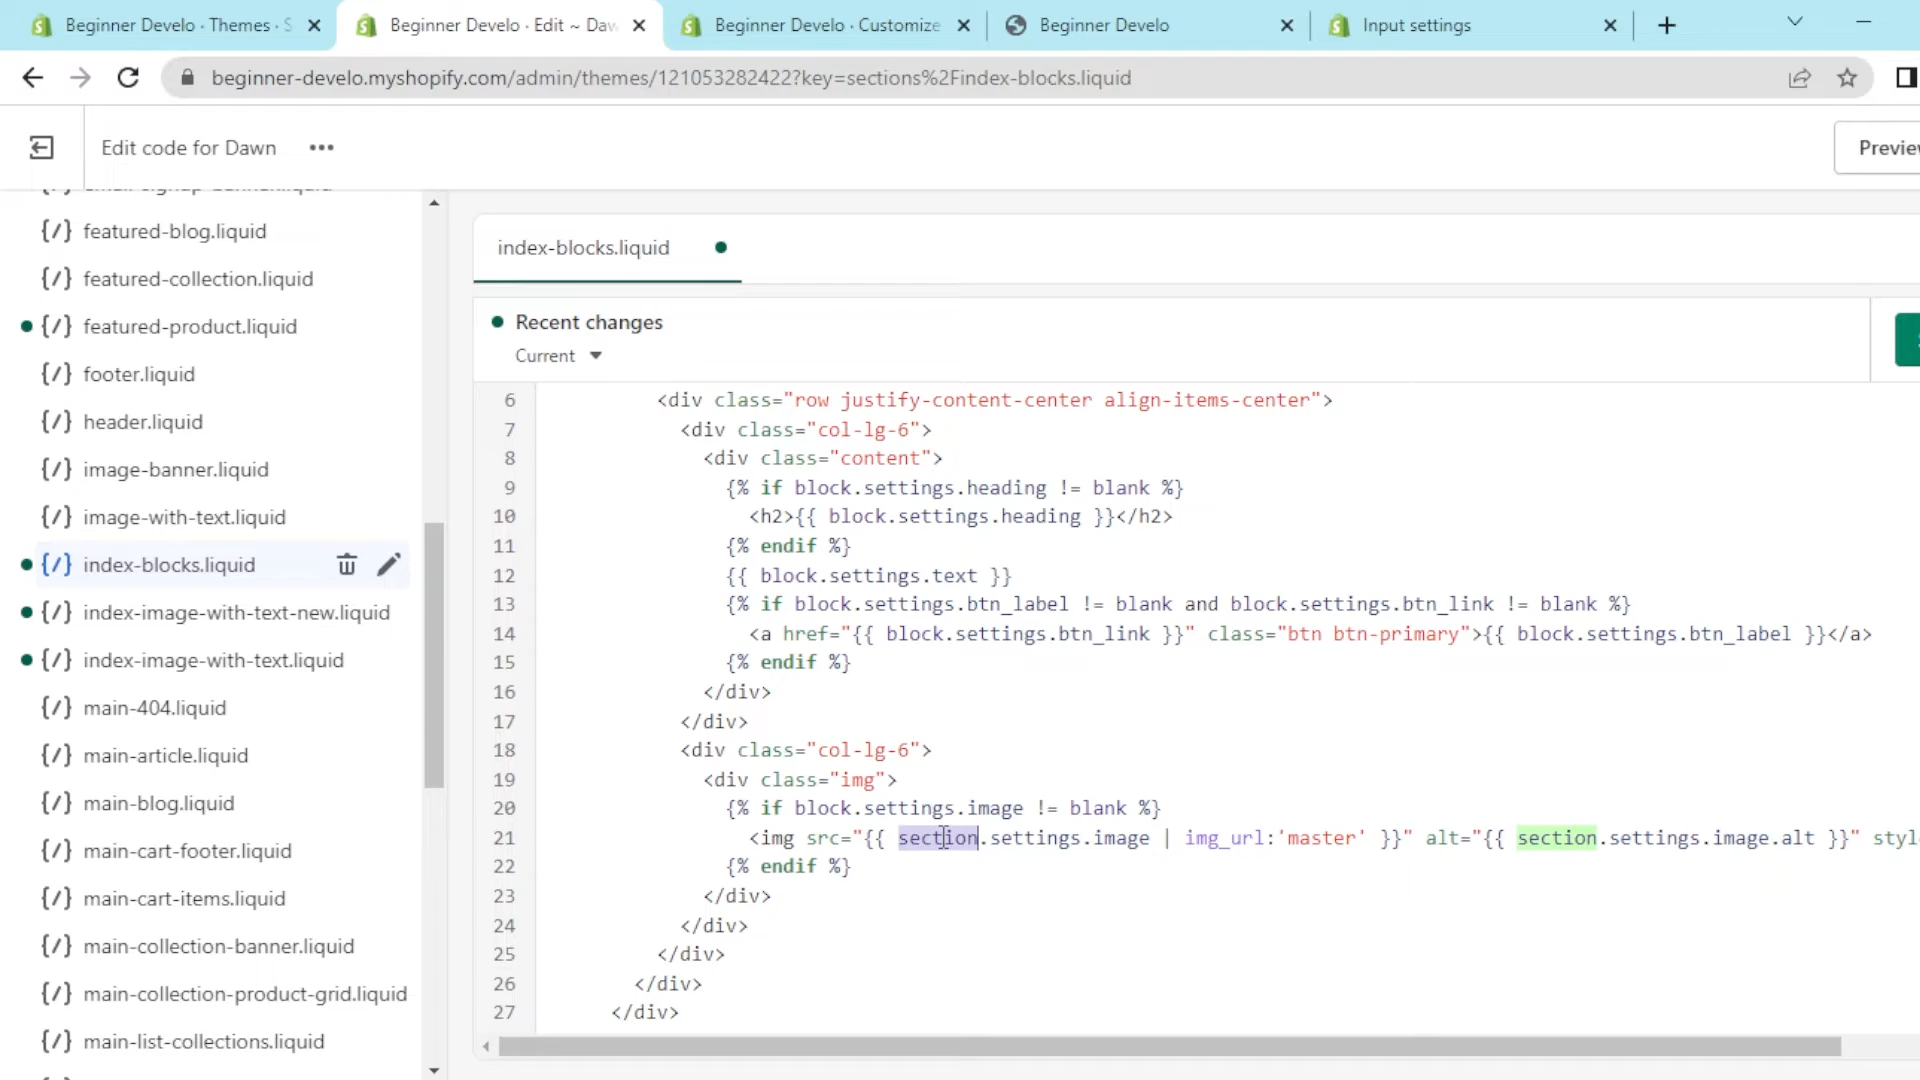 Beginner Develo · Themes · S
Beginner Develo · Edit ~ Daw
Beginner Develo · Customize
Beginner Develo
Input settings
beginner-develo.myshopify.com/admin/themes/121053282422?key=sections%2Findex-blocks.liquid
Edit code for Dawn
Preview
featured-blog.liquid
featured-collection.liquid
featured-product.liquid
footer.liquid
header.liquid
image-banner.liquid
image-with-text.liquid
index-blocks.liquid
index-image-with-text-new.liquid
index-image-with-text.liquid
main-404.liquid
main-article.liquid
main-blog.liquid
main-cart-footer.liquid
main-cart-items.liquid
main-collection-banner.liquid
main-collection-product-grid.liquid
main-list-collections.liquid
index-blocks.liquid
Recent changes
Current
6 <div class="row justify-content-center align-items-center">
7 <div class="col-lg-6">
8 <div class="content">
9 {% if block.settings.heading != blank %}
10 <h2>{{ block.settings.heading }}</h2>
11 {% endif %}
12 {{ block.settings.text }}
13 {% if block.settings.btn_label != blank and block.settings.btn_link != blank %}
14 <a href="{{ block.settings.btn_link }}" class="btn btn-primary">{{ block.settings.btn_label }}</a>
15 {% endif %}
16 </div>
17 </div>
18 <div class="col-lg-6">
19 <div class="img">
20 {% if block.settings.image != blank %}
21 <img src="{{ section.settings.image | img_url:'master' }}" alt="{{ section.settings.image.alt }}" styl
22 {% endif %}
23 </div>
24 </div>
25 </div>
26 </div>
27 </div>